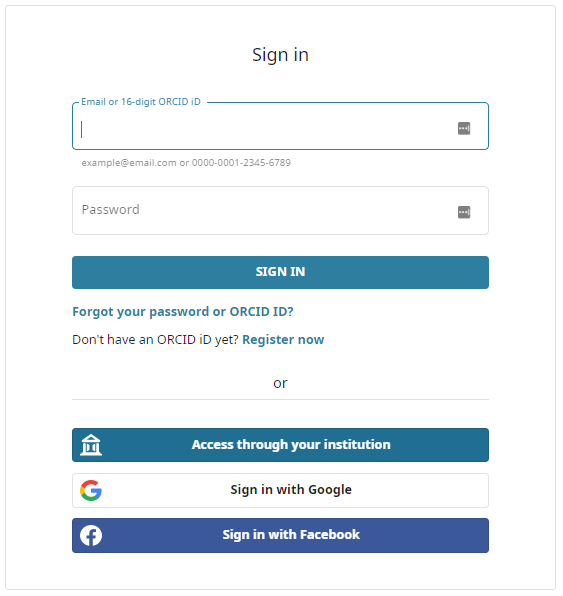 Sign in
Email or 16-digit ORCID iD
example@email.com or 0000-0001-2345-6789
Password
SIGN IN
Forgot your password or ORCID ID?
Don't have an ORCID iD yet? Register now
or
Access through your institution
Sign in with Google
Sign in with Facebook